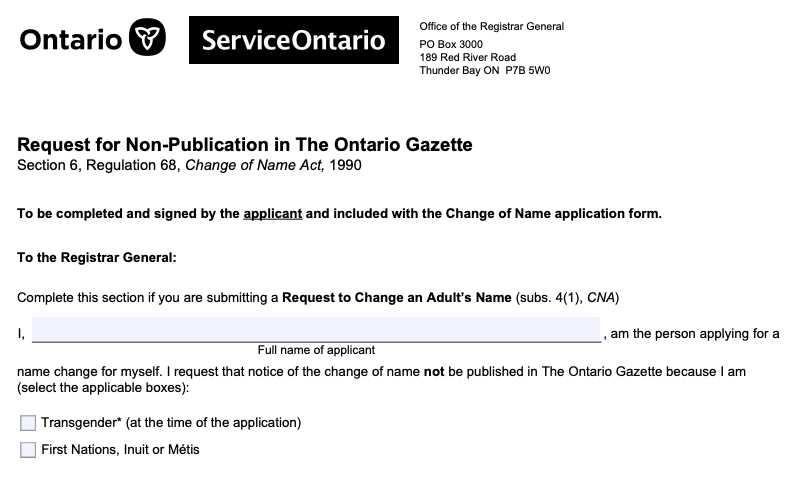 Ontario
ServiceOntario
Office of the Registrar General
PO Box 3000
189 Red River Road
Thunder Bay ON  P7B 5W0
Request for Non-Publication in The Ontario Gazette
Section 6, Regulation 68, Change of Name Act, 1990
To be completed and signed by the applicant and included with the Change of Name application form.
To the Registrar General:
Complete this section if you are submitting a Request to Change an Adult's Name (subs. 4(1), CNA)
I, , am the person applying for a
Full name of applicant
name change for myself. I request that notice of the change of name not be published in The Ontario Gazette because I am
(select the applicable boxes):
Transgender* (at the time of the application)
First Nations, Inuit or Métis